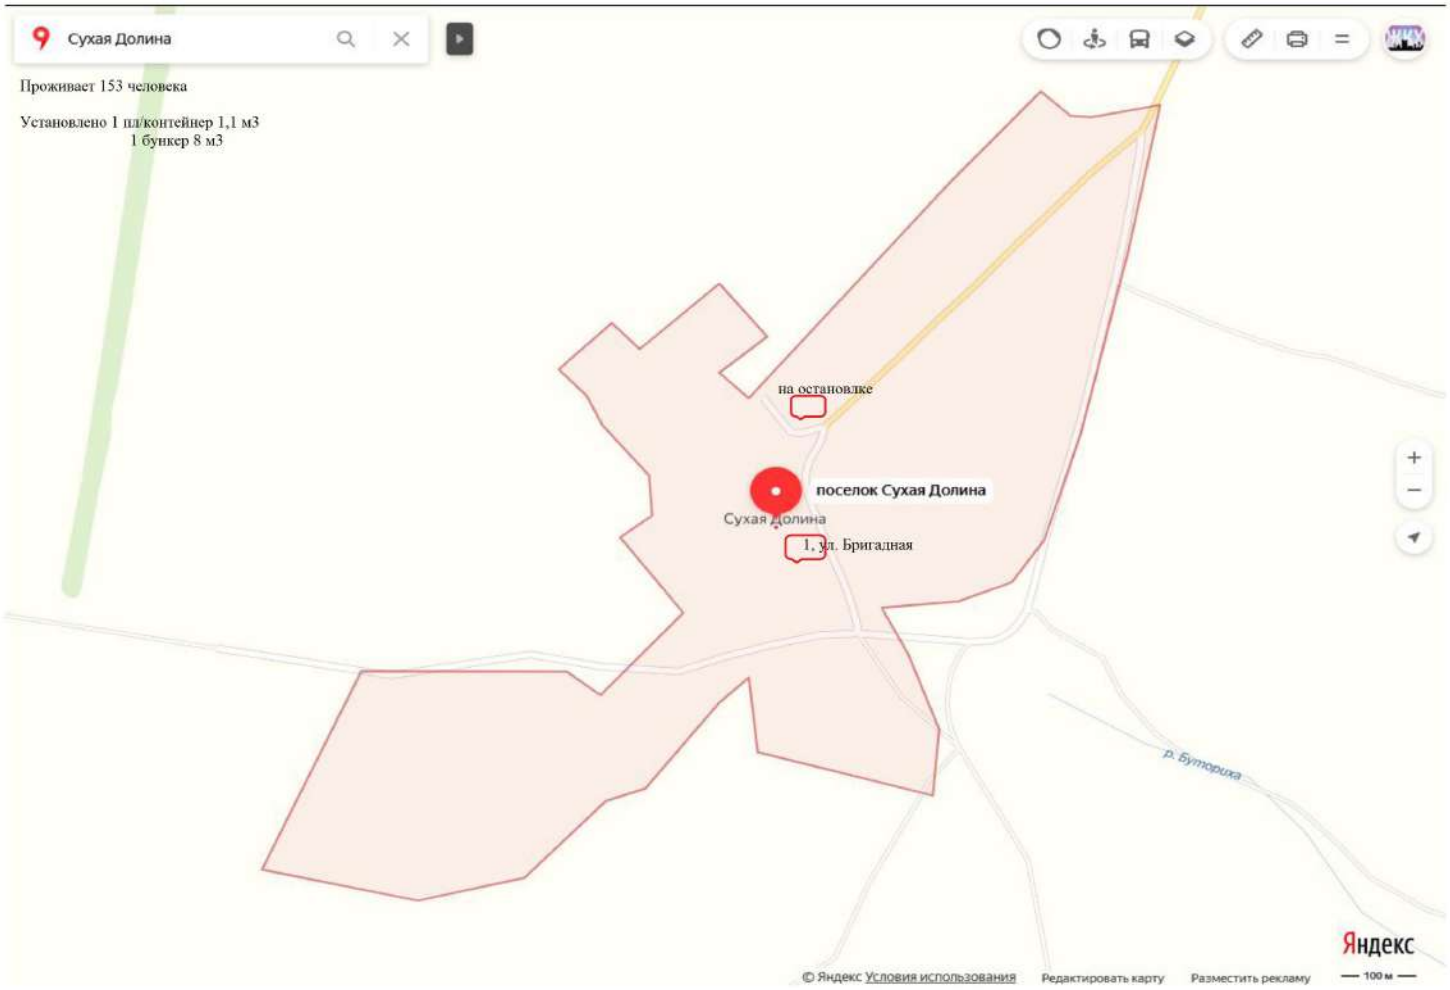 Сухая Долина
Проживает 153 человека
Установлено 1 пл/контейнер 1,1 м3
1 бункер 8 м3
на остановлке
поселок Сухая Долина
Сухая Долина
1, ул. Бригадная
р. Буториха
Яндекс
© Яндекс Условия использования
Редактировать карту
Разместить рекламу
100 м